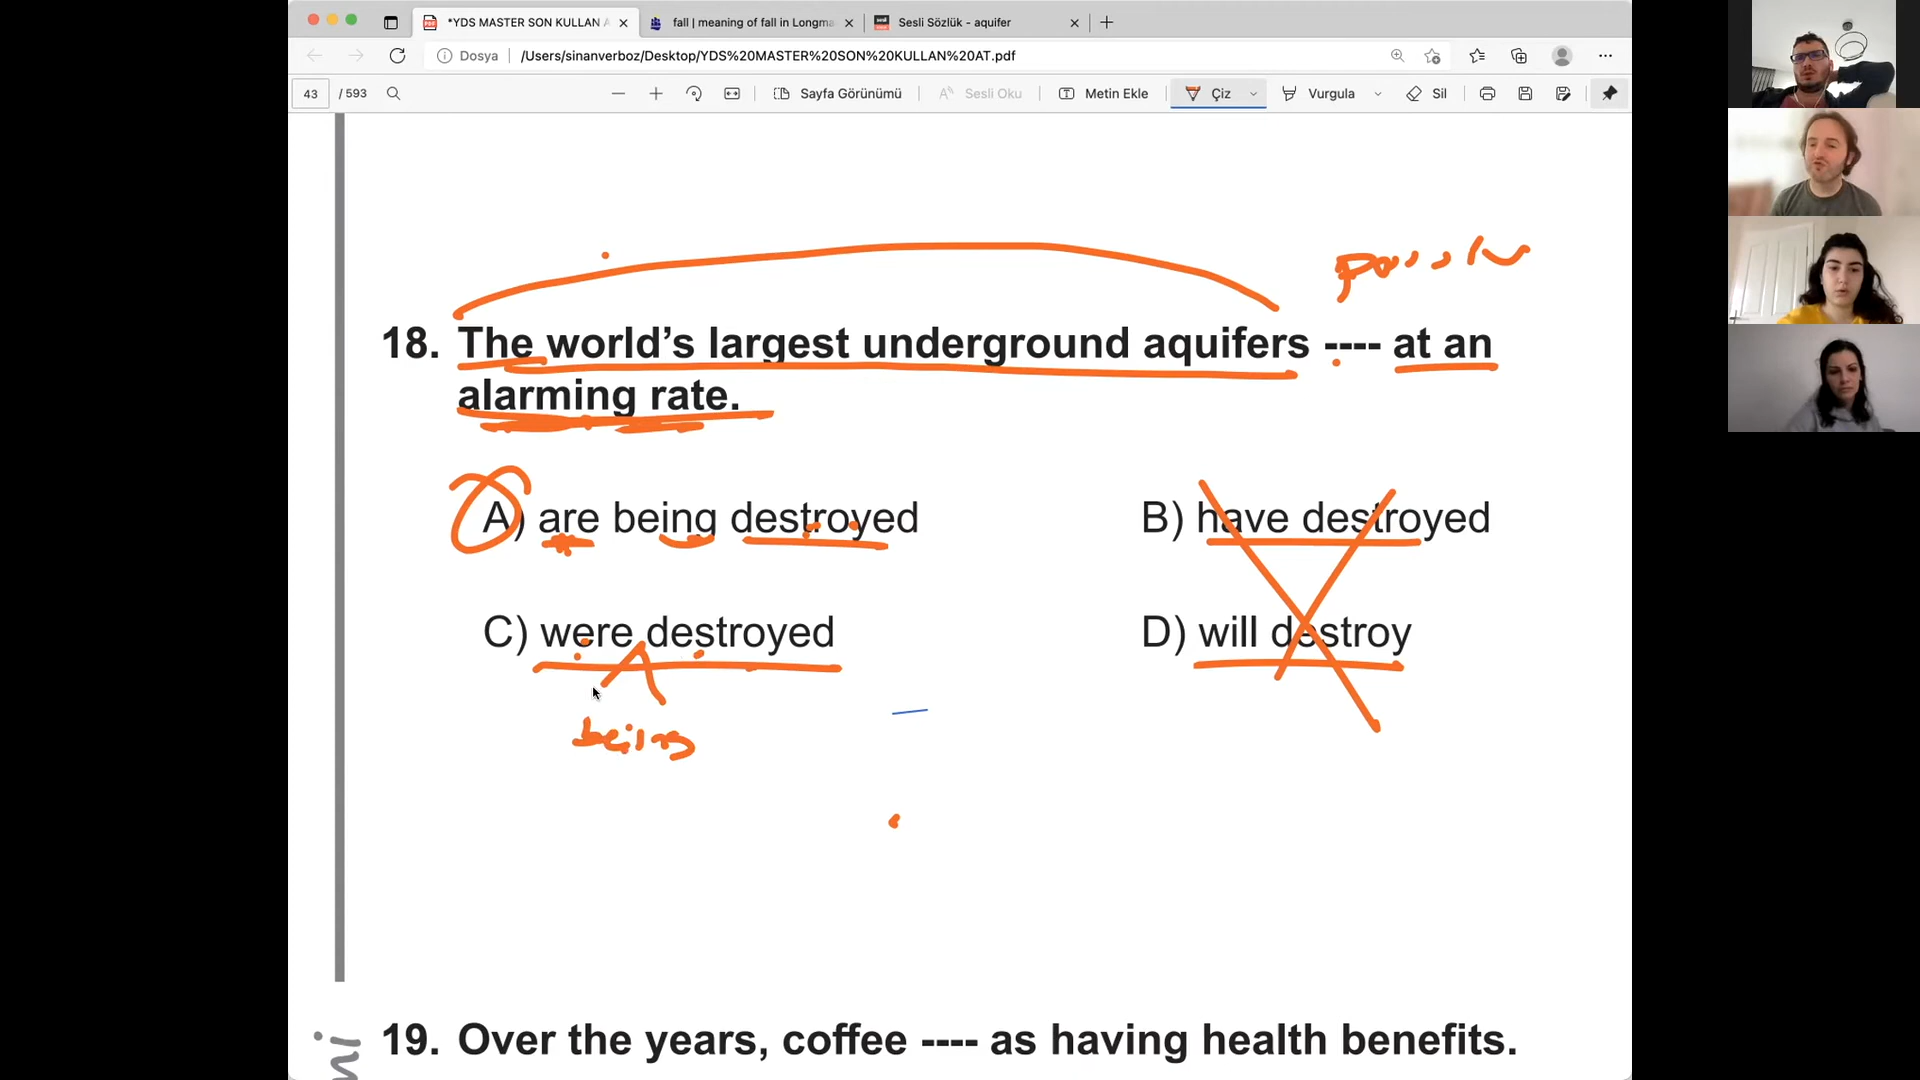 *YDS MASTER SON KULLAN A
fall | meaning of fall in Longma
Sesli Sözlük - aquifer
Dosya /Users/sinanverboz/Desktop/YDS%20MASTER%20SON%20KULLAN%20AT.pdf
43 / 593 Sayfa Görünümü Sesli Oku Metin Ekle Çiz Vurgula Sil
passive
18. The world's largest underground aquifers ---- at an
alarming rate.
A) are being destroyed B) have destroyed
C) were destroyed D) will destroy
being
19. Over the years, coffee ---- as having health benefits.